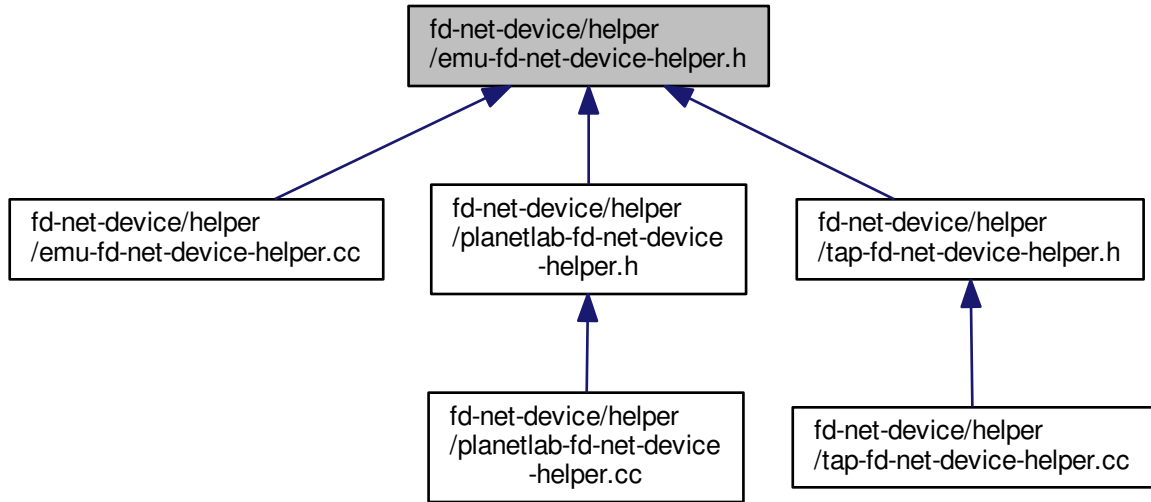 fd-net-device/helper
/emu-fd-net-device-helper.h
fd-net-device/helper
/emu-fd-net-device-helper.cc
fd-net-device/helper
/planetlab-fd-net-device
-helper.h
fd-net-device/helper
/tap-fd-net-device-helper.h
fd-net-device/helper
/planetlab-fd-net-device
-helper.cc
fd-net-device/helper
/tap-fd-net-device-helper.cc